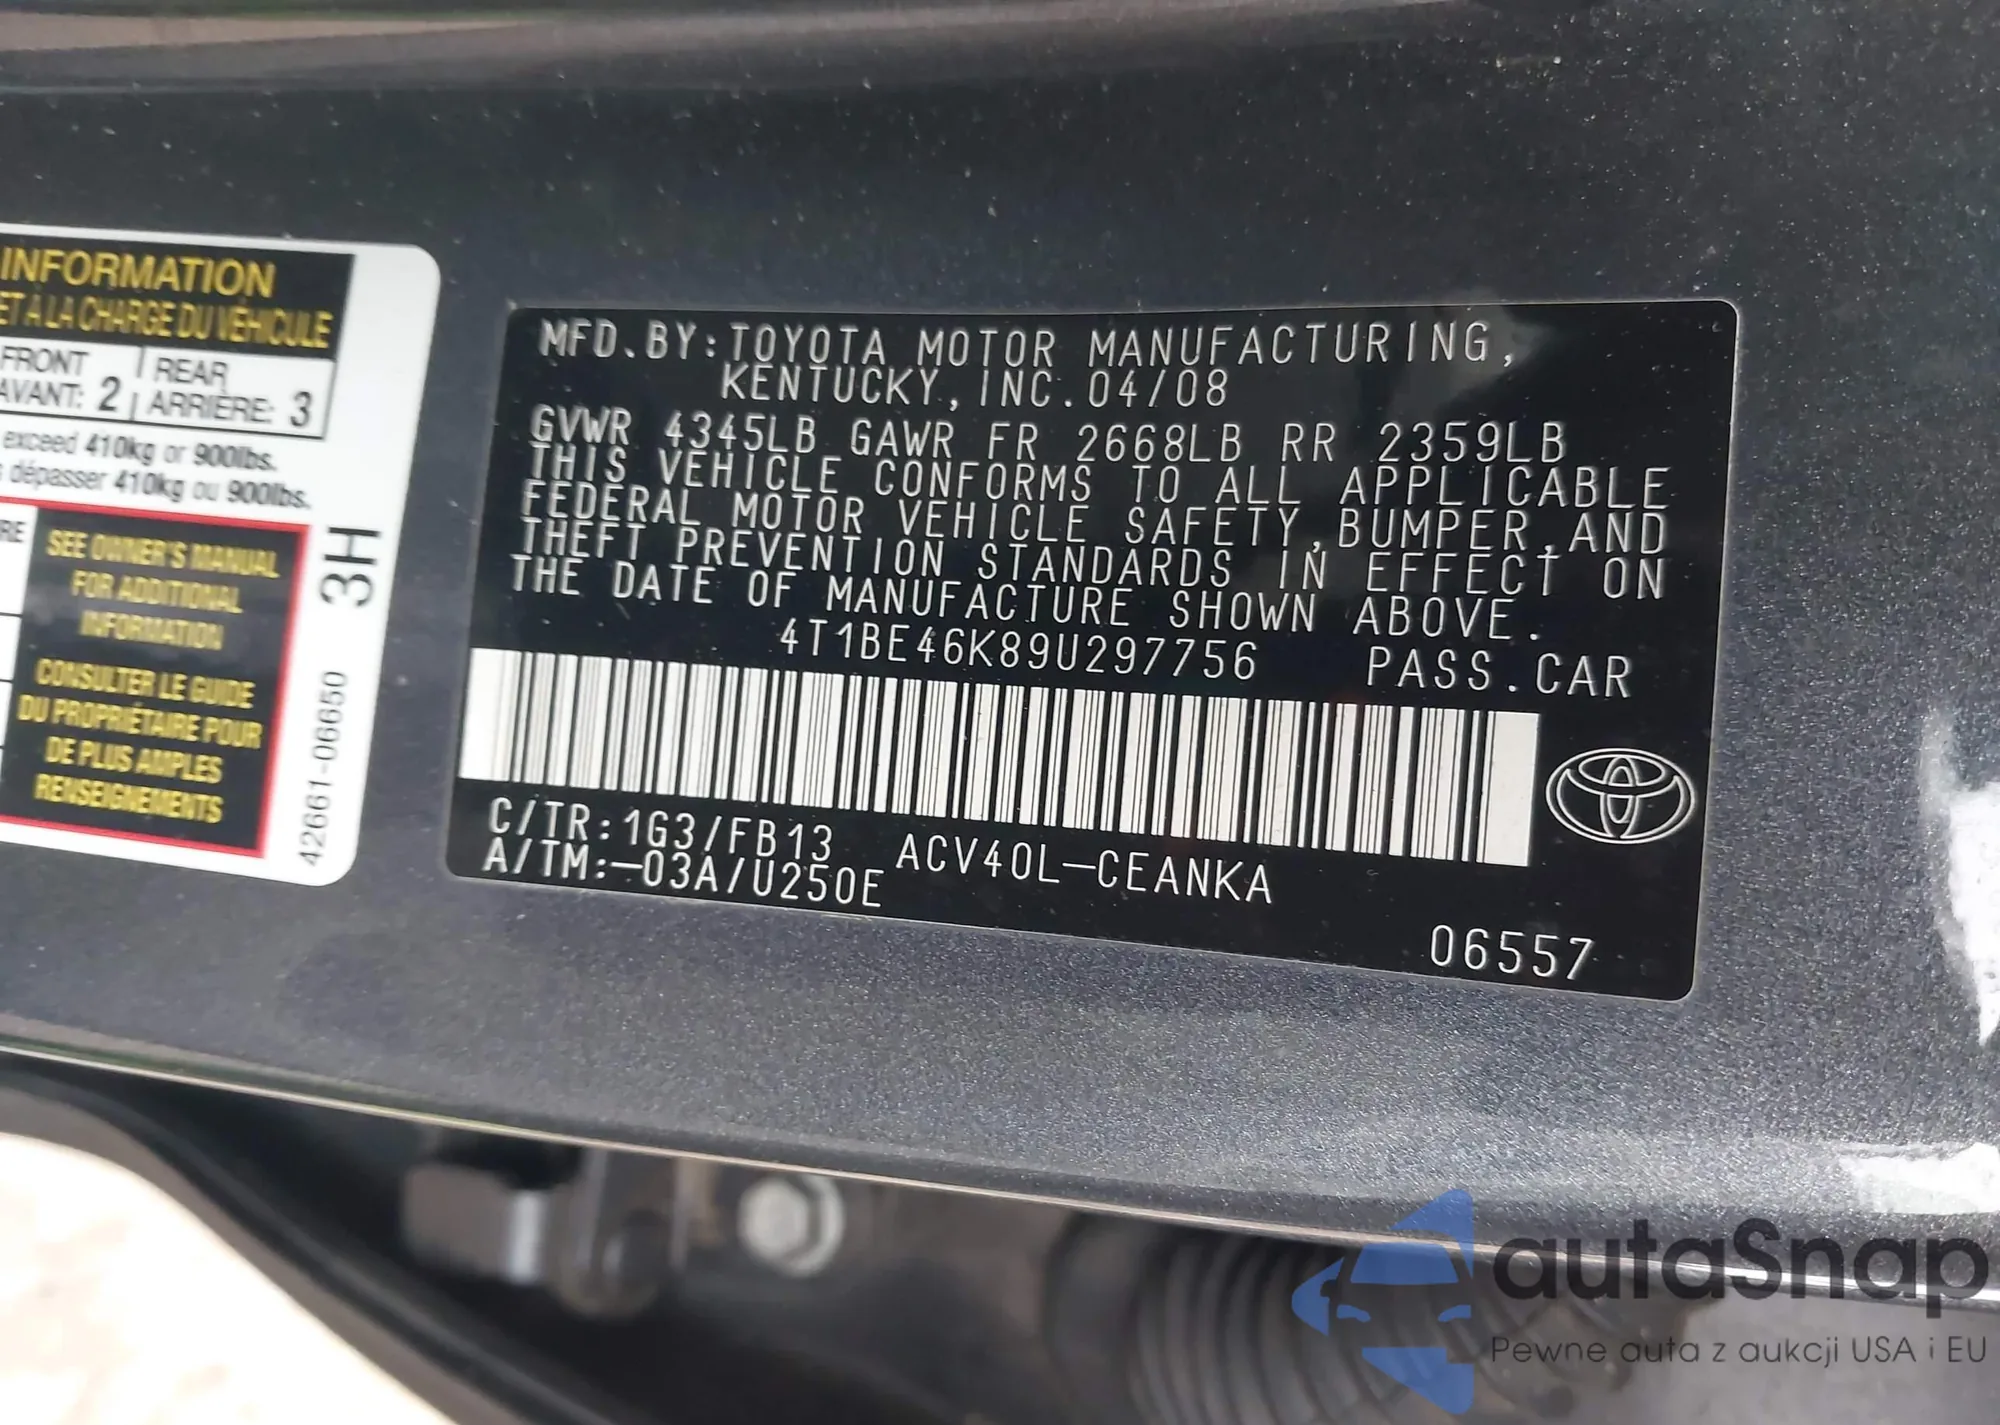 INFORMATION
ET À LA CHARGE DU VÉHICULE
FRONT REAR
AVANT: 2 ARRIÈRE: 3
exceed 410kg or 900lbs.
dépasser 410kg ou 900lbs.
SEE OWNER'S MANUAL
FOR ADDITIONAL
INFORMATION
CONSULTER LE GUIDE
DU PROPRIÉTAIRE POUR
DE PLUS AMPLES
RENSEIGNEMENTS
3H
42661-06650
MFD.BY:TOYOTA MOTOR MANUFACTURING,
KENTUCKY,INC.04/08
GVWR 4345LB GAWR FR 2668LB RR 2359LB
THIS VEHICLE CONFORMS TO ALL APPLICABLE
FEDERAL MOTOR VEHICLE SAFETY,BUMPER,AND
THEFT PREVENTION STANDARDS IN EFFECT ON
THE DATE OF MANUFACTURE SHOWN ABOVE.
4T1BE46K89U297756 PASS.CAR
C/TR:1G3/FB13 ACV40L-CEANKA
A/TM:-03A/U250E
06557
autaSnap
Pewne auta z aukcji USA i EU